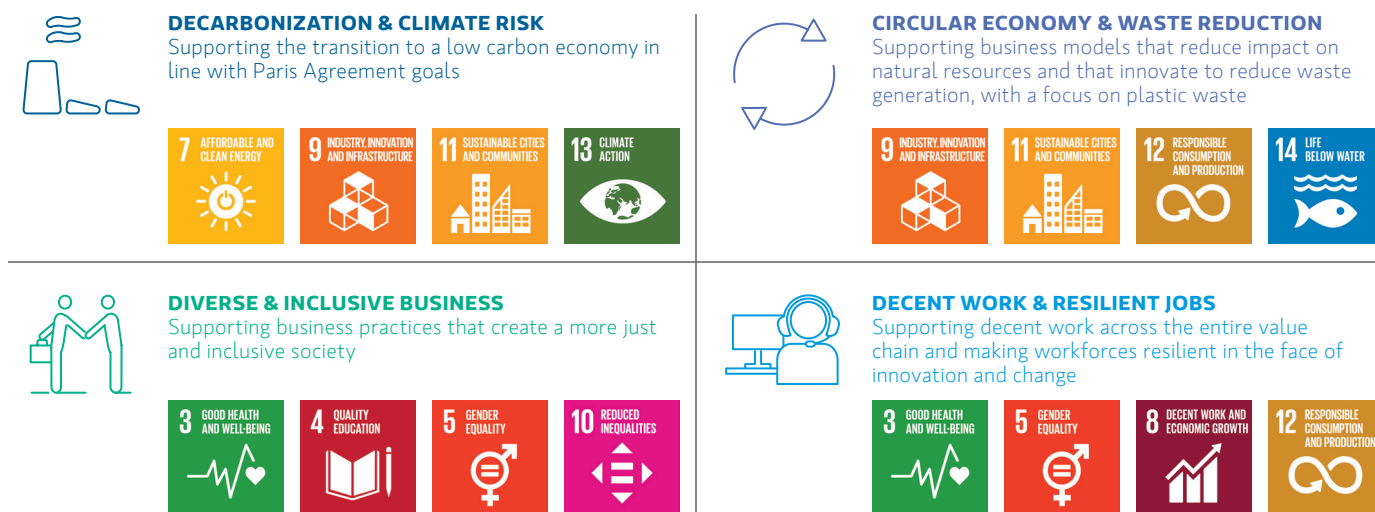 DECARBONIZATION & CLIMATE RISK
Supporting the transition to a low carbon economy in
line with Paris Agreement goals
7 AFFORDABLE AND
CLEAN ENERGY
9 INDUSTRY, INNOVATION
AND INFRASTRUCTURE
11 SUSTAINABLE CITIES
AND COMMUNITIES
13 CLIMATE
ACTION
CIRCULAR ECONOMY & WASTE REDUCTION
Supporting business models that reduce impact on
natural resources and that innovate to reduce waste
generation, with a focus on plastic waste
9 INDUSTRY, INNOVATION
AND INFRASTRUCTURE
11 SUSTAINABLE CITIES
AND COMMUNITIES
12 RESPONSIBLE
CONSUMPTION
AND PRODUCTION
14 LIFE
BELOW WATER
DIVERSE & INCLUSIVE BUSINESS
Supporting business practices that create a more just
and inclusive society
3 GOOD HEALTH
AND WELL-BEING
4 QUALITY
EDUCATION
5 GENDER
EQUALITY
10 REDUCED
INEQUALITIES
DECENT WORK & RESILIENT JOBS
Supporting decent work across the entire value
chain and making workforces resilient in the face of
innovation and change
3 GOOD HEALTH
AND WELL-BEING
5 GENDER
EQUALITY
8 DECENT WORK AND
ECONOMIC GROWTH
12 RESPONSIBLE
CONSUMPTION
AND PRODUCTION